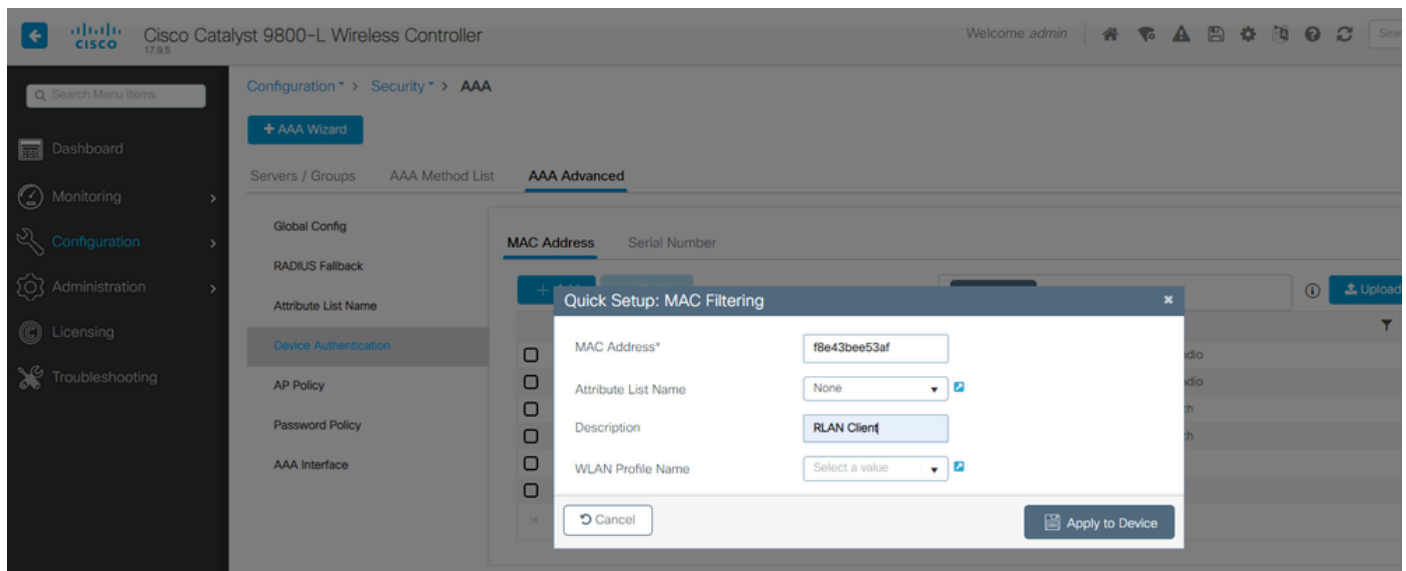 CISCO
Cisco Catalyst 9800-L Wireless Controller
17.9.5
Welcome admin
Search Menu Items
Dashboard
Monitoring
Configuration
Administration
Licensing
Troubleshooting
Configuration > Security > AAA
+ AAA Wizard
Servers / Groups AAA Method List AAA Advanced
Global Config
RADIUS Fallback
Attribute List Name
Device Authentication
AP Policy
Password Policy
AAA Interface
MAC Address Serial Number
Upload
Quick Setup: MAC Filtering
MAC Address* f8e43bee53af
Attribute List Name None
Description RLAN Client
WLAN Profile Name Select a value
Cancel Apply to Device